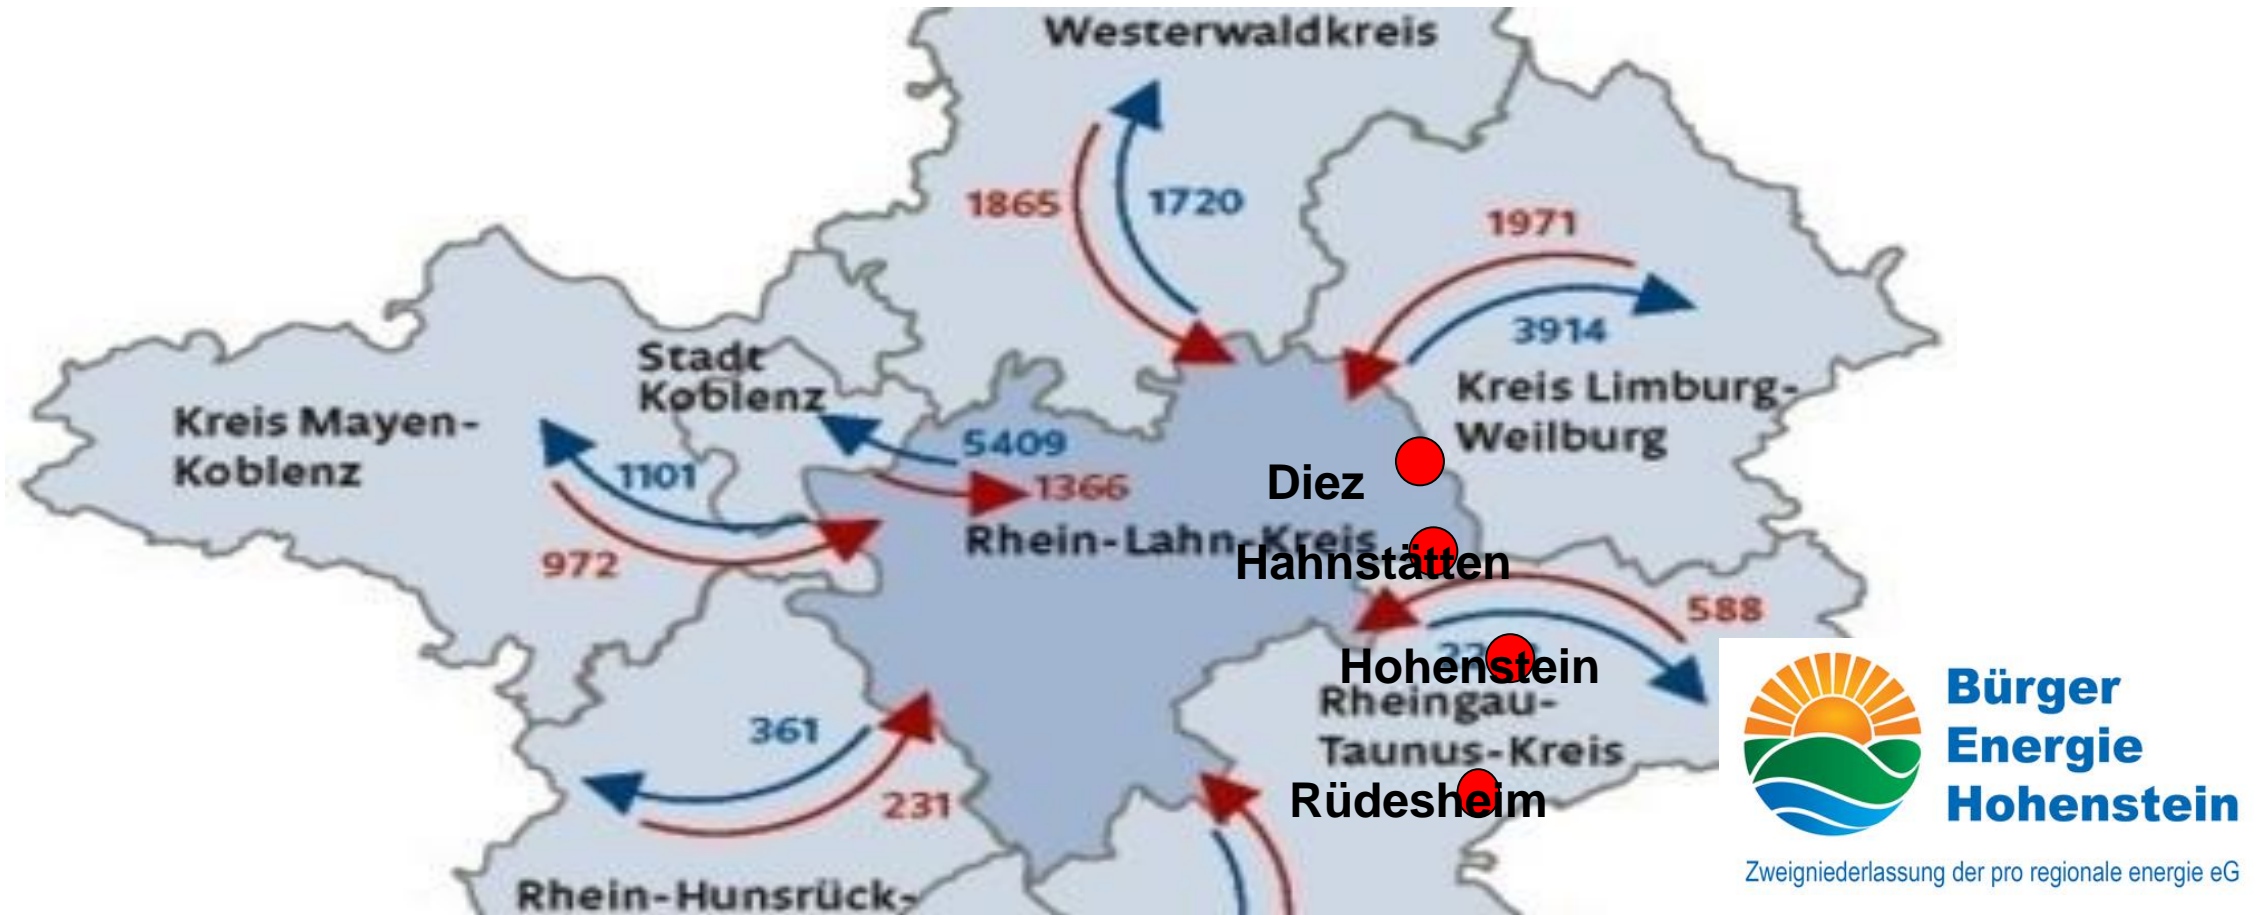 Westerwaldkreis
1865
1720
1971
3914
Stadt
Koblenz
Kreis Limburg-
Weilburg
Kreis Mayen-
Koblenz
5409
1101
1366
Diez
Rhein-Lahn-Kreis
Hahnstätten
972
588
Hohenstein
Rheingau-
Taunus-Kreis
361
231
Rüdesheim
Rhein-Hunsrück-
Bürger
Energie
Hohenstein
Zweigniederlassung der pro regionale energie eG